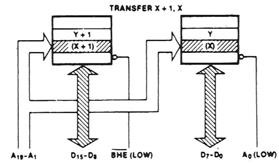 TRANSFER X + 1, X
Y + 1
(X + 1)
Y
(X)
A19-A1
D15-D8
BHE (LOW)
D7-D0
A0 (LOW)